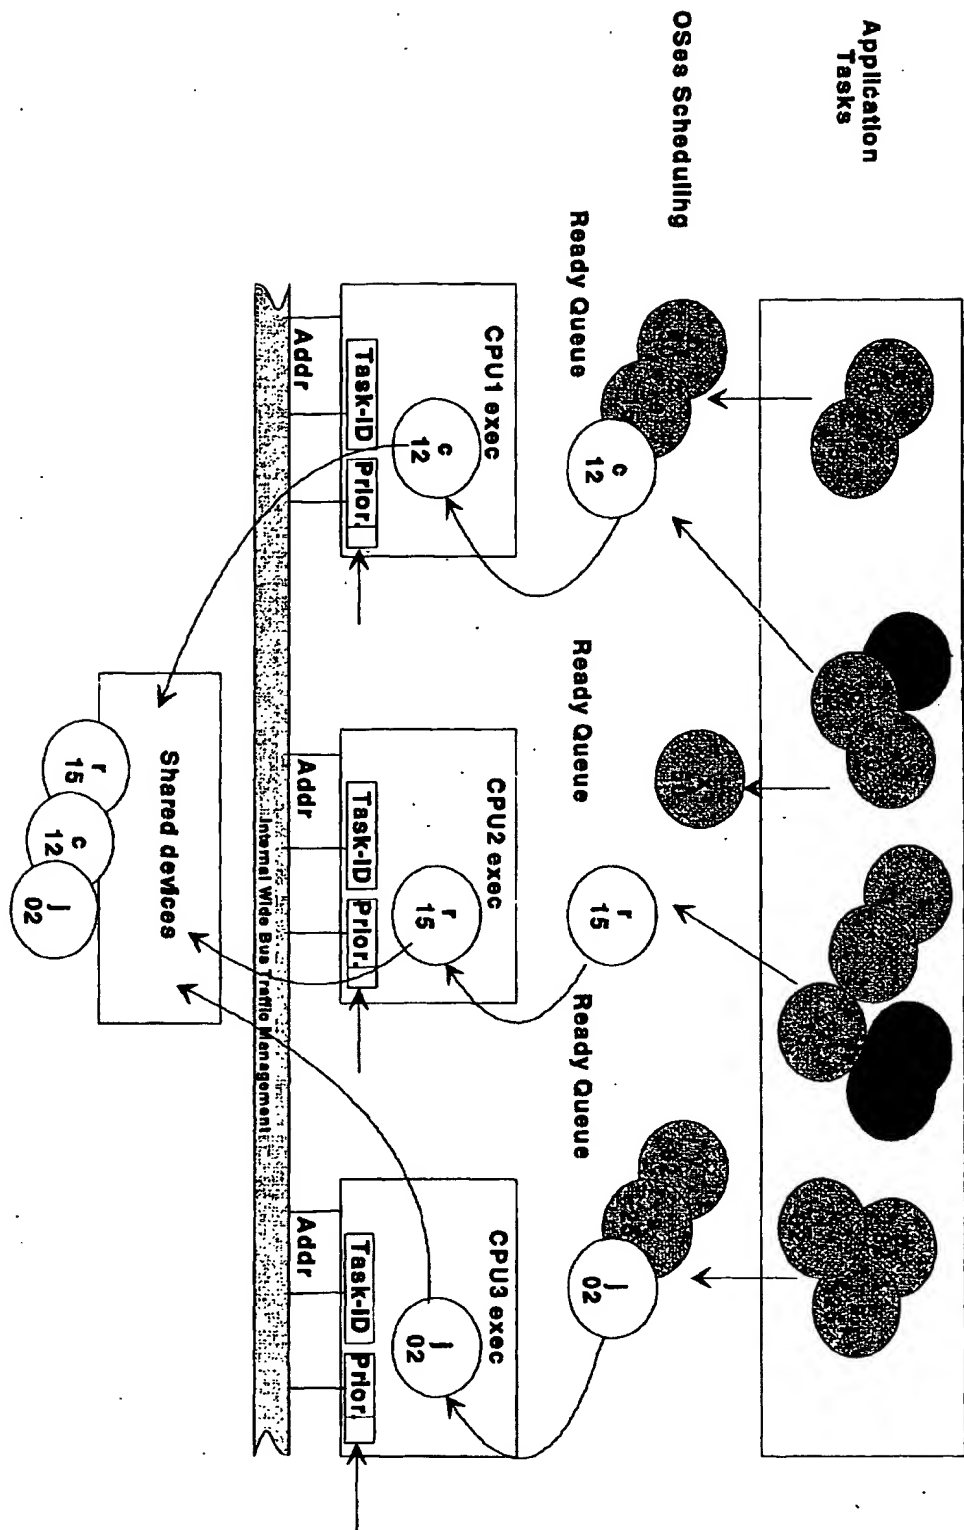 Application
Tasks
OSes Scheduling
Ready Queue
Ready Queue
Ready Queue
c
12
r
15
j
02
CPU1 exec
CPU2 exec
CPU3 exec
c
12
r
15
j
02
Task-ID
Prior.
Task-ID
Prior.
Task-ID
Prior
Addr
Addr
Addr
Internal Wide Bus Traffic Management
Shared devices
r
15
c
12
j
02